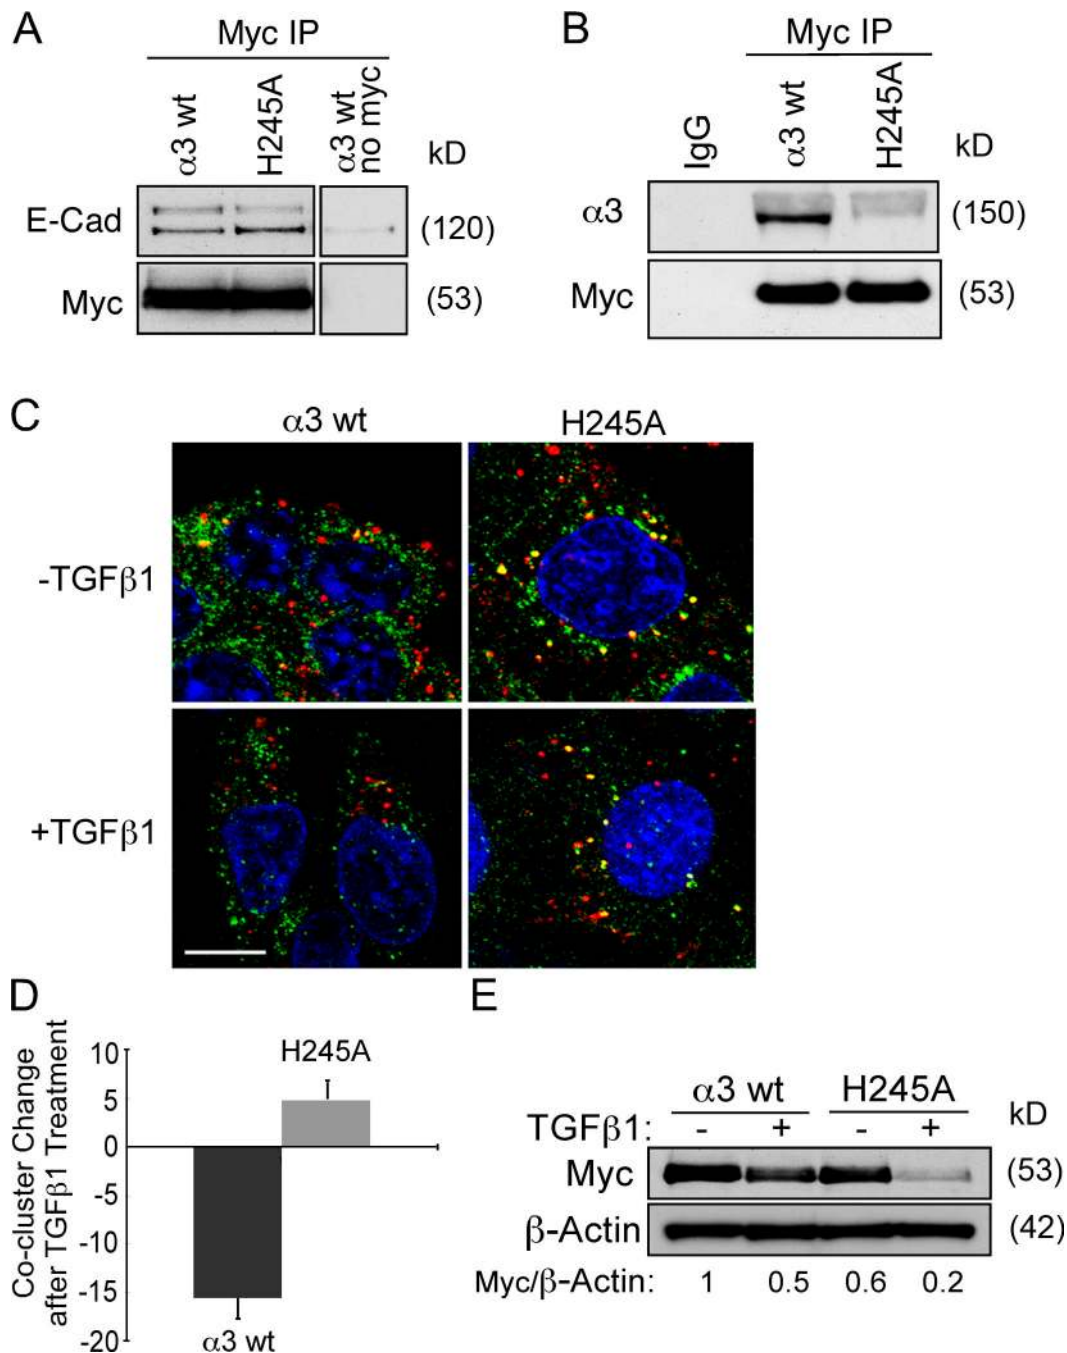 A
Myc IP
α3 wt
H245A
α3 wt
no myc
kD
E-Cad
(120)
Myc
(53)
B
Myc IP
IgG
α3 wt
H245A
kD
α3
(150)
Myc
(53)
C
α3 wt
H245A
-TGFβ1
+TGFβ1
D
Co-cluster Change
after TGFβ1 Treatment
10
5
0
-5
-10
-15
-20
H245A
α3 wt
E
α3 wt H245A
kD
TGFβ1: - + - +
Myc
(53)
β-Actin
(42)
Myc/β-Actin: 1 0.5 0.6 0.2